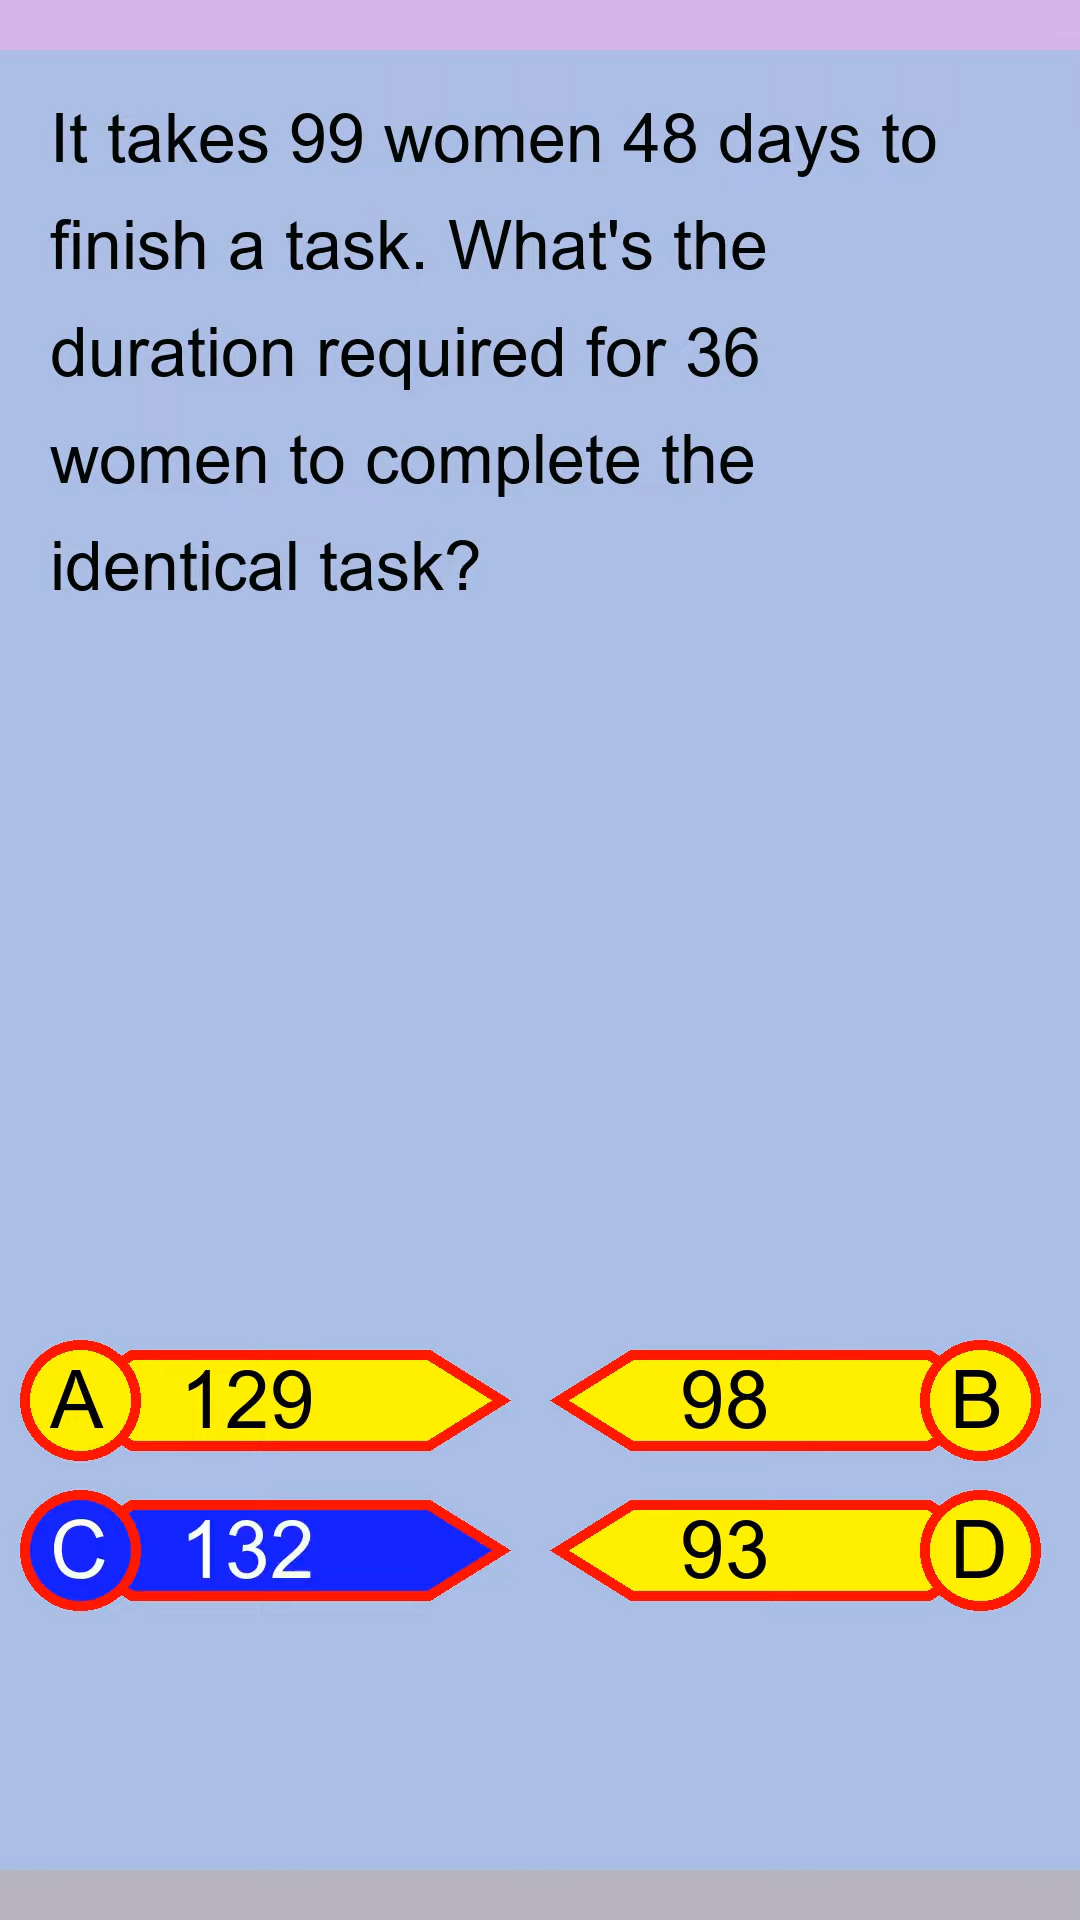 It takes 99 women 48 days to
finish a task. What's the
duration required for 36
women to complete the
identical task?
A 129
98 B
C 132
93 D